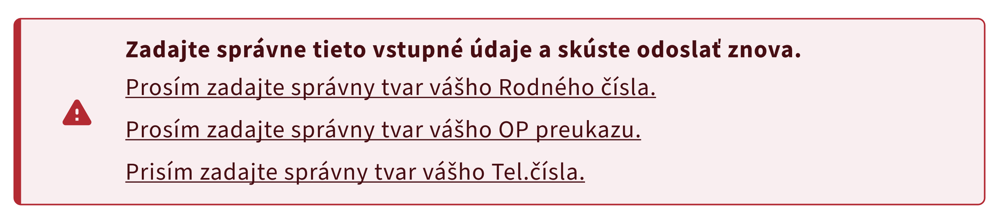 Zadajte správne tieto vstupné údaje a skúste odoslať znova.
Prosím zadajte správny tvar vášho Rodného čísla.
Prosím zadajte správny tvar vášho OP preukazu.
Prisím zadajte správny tvar vášho Tel.čísla.